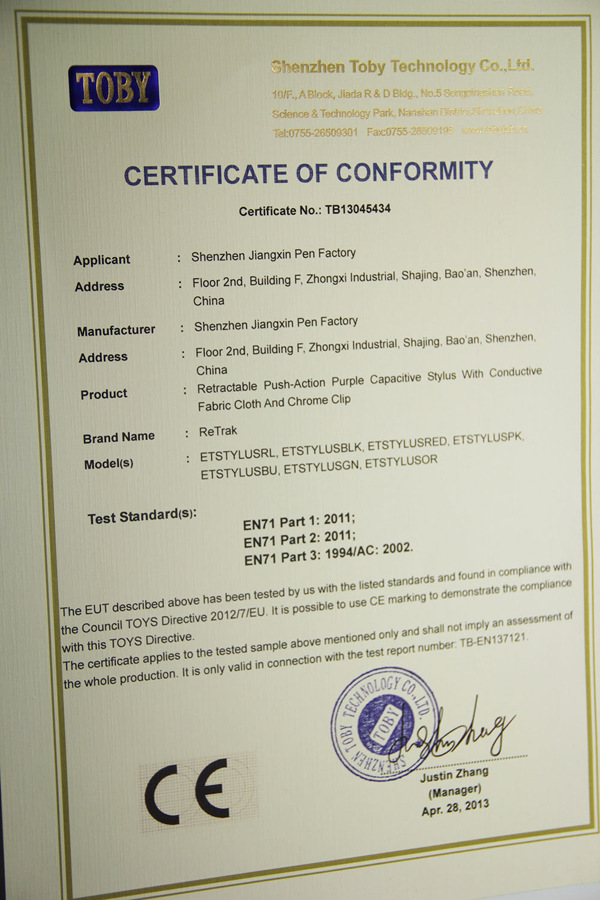 TOBY
Shenzhen Toby Technology Co.,Ltd.
10/F., A Block, Jiada R & D Bldg., No.5
Science & Technology Park, Nanshan
Tel:0755-26509301 Fax:0755-26509195
CERTIFICATE OF CONFORMITY
Certificate No.: TB13045434
Applicant : Shenzhen Jiangxin Pen Factory
Address : Floor 2nd, Building F, Zhongxi Industrial, Shajing, Bao'an, Shenzhen,
China
Manufacturer : Shenzhen Jiangxin Pen Factory
Address : Floor 2nd, Building F, Zhongxi Industrial, Shajing, Bao'an, Shenzhen,
China
Product : Retractable Push-Action Purple Capacitive Stylus With Conductive
Fabric Cloth And Chrome Clip
Brand Name : ReTrak
Model(s) : ETSTYLUSRL, ETSTYLUSBLK, ETSTYLUSRED, ETSTYLUSPK,
ETSTYLUSBU, ETSTYLUSGN, ETSTYLUSOR
Test Standard(s):
EN71 Part 1: 2011;
EN71 Part 2: 2011;
EN71 Part 3: 1994/AC: 2002.
The EUT described above has been tested by us with the listed standards and found in compliance with
the Council TOYS Directive 2012/7/EU. It is possible to use CE marking to demonstrate the compliance
with this TOYS Directive.
The certificate applies to the tested sample above mentioned only and shall not imply an assessment of
the whole production. It is only valid in connection with the test report number: TB-EN137121.
SHENZHEN TOBY TECHNOLOGY CO., LTD.
TOBY
CE
Justin Zhang
(Manager)
Apr. 28, 2013